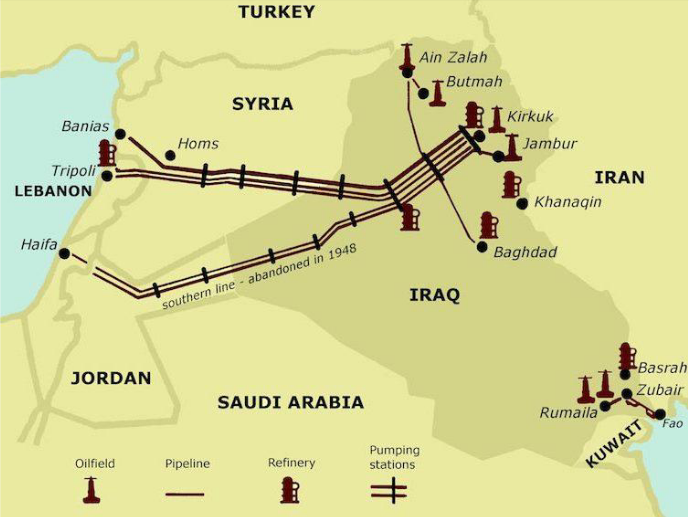 TURKEY
Ain Zalah
Butmah
SYRIA
Kirkuk
Banias
Homs
Jambur
Tripoli
LEBANON
IRAN
Khanaqin
Haifa
Baghdad
southern line - abandoned in 1948
IRAQ
JORDAN
Basrah
Zubair
SAUDI ARABIA
Rumaila
Fao
KUWAIT
Oilfield
Pipeline
Refinery
Pumping
stations